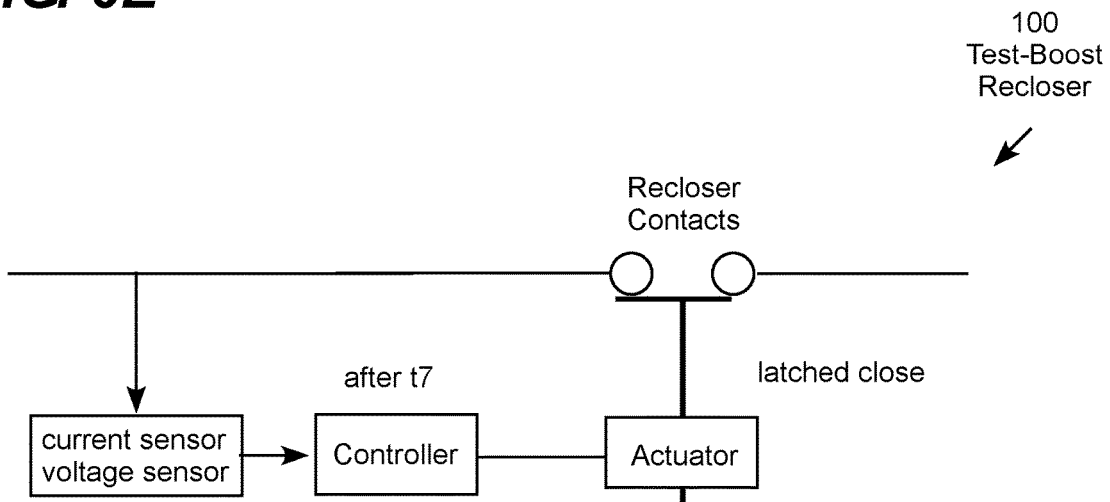 100
Test-Boost
Recloser
Recloser
Contacts
after t7
latched close
current sensor
voltage sensor
Controller
Actuator